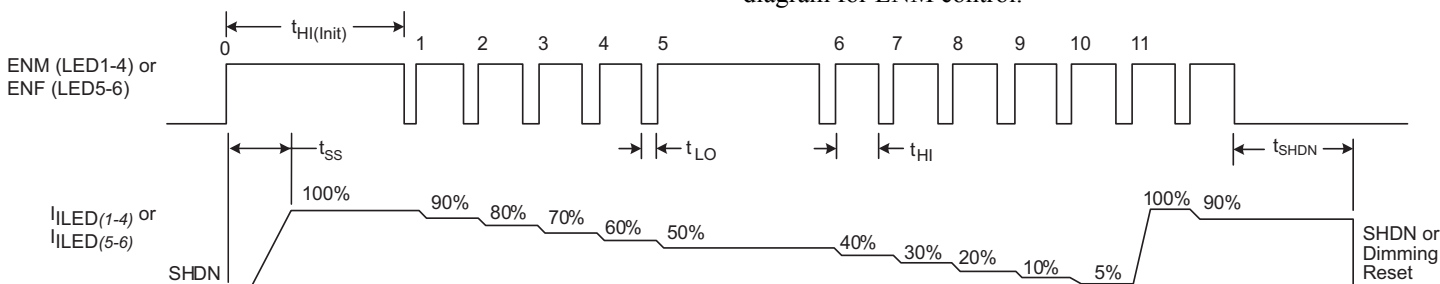 diagram for ENM control.
tHI(Init)
0 1 2 3 4 5 6 7 8 9 10 11
ENM (LED1-4) or
ENF (LED5-6)
tSS
tLO
tHI
tSHDN
100% 90% 80% 70% 60% 50% 40% 30% 20% 10% 5% 100% 90%
IILED(1-4) or
IILED(5-6)
SHDN
SHDN or
Dimming
Reset